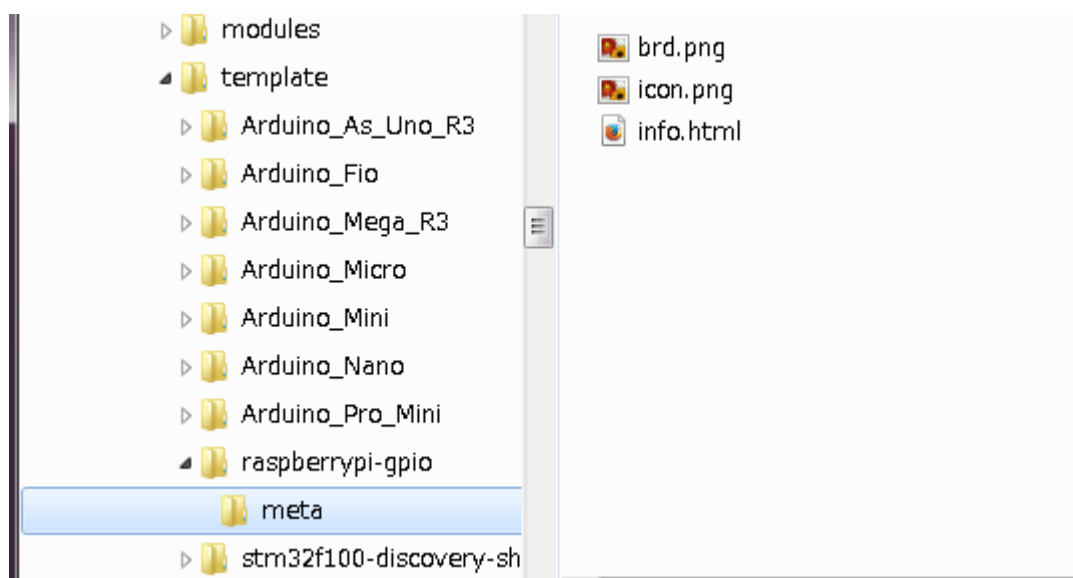 modules
template
Arduino_As_Uno_R3
Arduino_Fio
Arduino_Mega_R3
Arduino_Micro
Arduino_Mini
Arduino_Nano
Arduino_Pro_Mini
raspberrypi-gpio
meta
stm32f100-discovery-sh
brd.png
icon.png
info.html